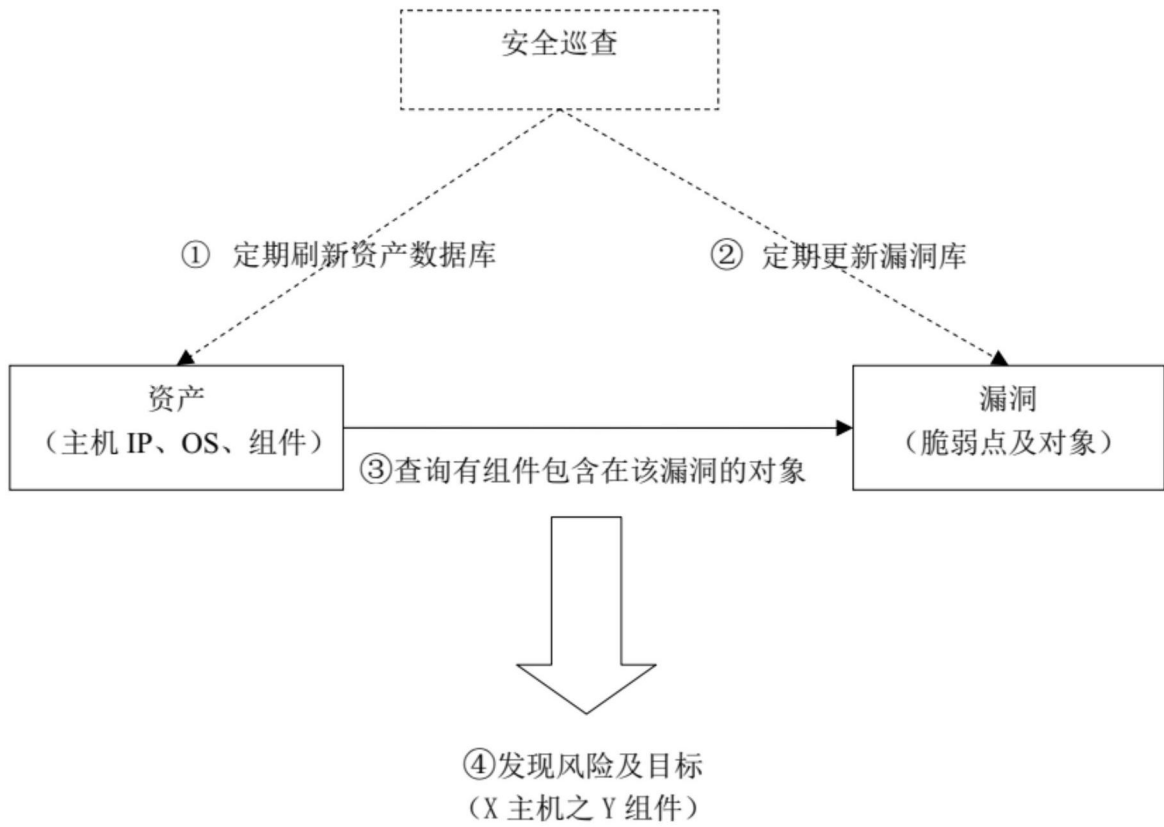 安全巡查
① 定期刷新资产数据库
② 定期更新漏洞库
资产
（主机 IP、OS、组件）
漏洞
（脆弱点及对象）
③查询有组件包含在该漏洞的对象
④发现风险及目标
（X 主机之 Y 组件）